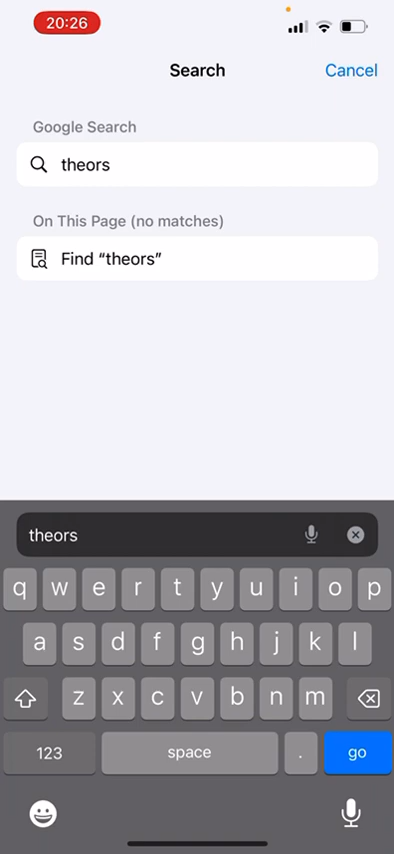 20:26
Search
Cancel
Google Search
theors
On This Page (no matches)
Find “theors”
theors
q w e r t y u i o p
a s d f g h j k l
z x c v b n m
123 space . go